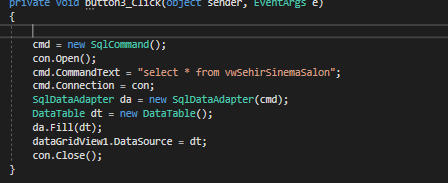 private void button3_Click(object sender, EventArgs e)
{
cmd = new SqlCommand();
con.Open();
cmd.CommandText = "select * from vwSehirSinemaSalon";
cmd.Connection = con;
SqlDataAdapter da = new SqlDataAdapter(cmd);
DataTable dt = new DataTable();
da.Fill(dt);
dataGridView1.DataSource = dt;
con.Close();
}